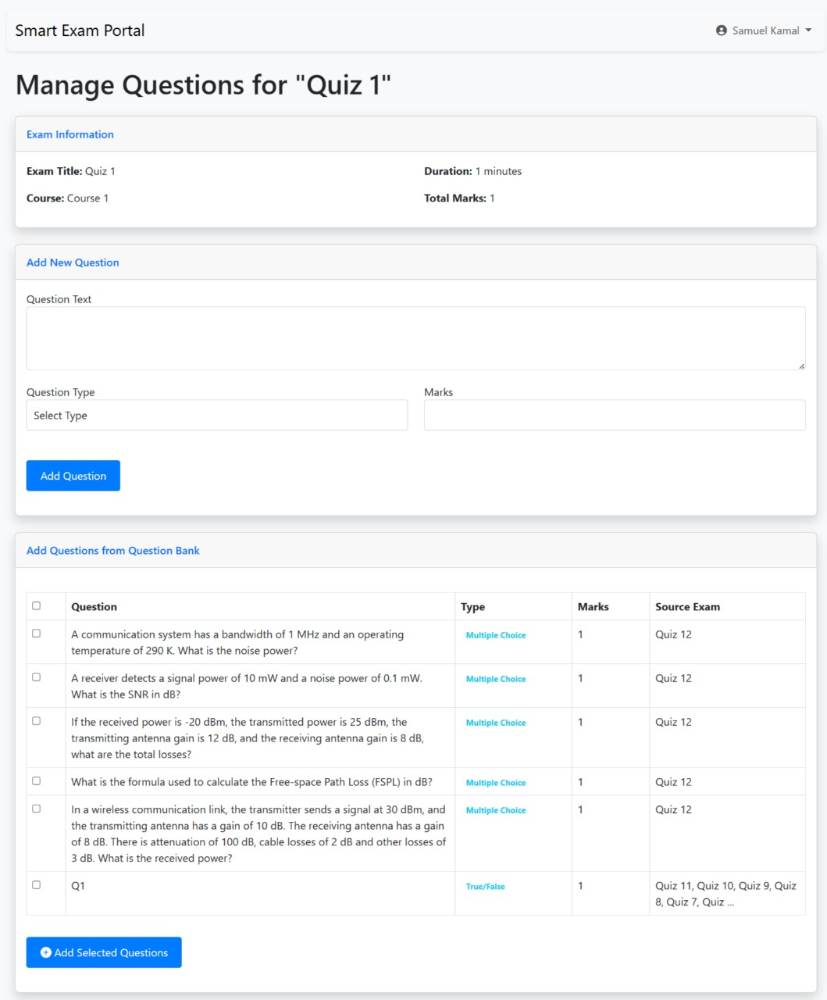 Smart Exam Portal
Samuel Kamal
Manage Questions for "Quiz 1"
Exam Information
Exam Title: Quiz 1
Duration: 1 minutes
Course: Course 1
Total Marks: 1
Add New Question
Question Text
Question Type
Marks
Select Type
Add Question
Add Questions from Question Bank
Question Type Marks Source Exam
A communication system has a bandwidth of 1 MHz and an operating
temperature of 290 K. What is the noise power?
Multiple Choice
1
Quiz 12
A receiver detects a signal power of 10 mW and a noise power of 0.1 mW.
What is the SNR in dB?
Multiple Choice
1
Quiz 12
If the received power is -20 dBm, the transmitted power is 25 dBm, the
transmitting antenna gain is 12 dB, and the receiving antenna gain is 8 dB,
what are the total losses?
Multiple Choice
1
Quiz 12
What is the formula used to calculate the Free-space Path Loss (FSPL) in dB?
Multiple Choice
1
Quiz 12
In a wireless communication link, the transmitter sends a signal at 30 dBm, and
the transmitting antenna has a gain of 10 dB. The receiving antenna has a gain
of 8 dB. There is attenuation of 100 dB, cable losses of 2 dB and other losses of
3 dB. What is the received power?
Multiple Choice
1
Quiz 12
Q1
True/False
1
Quiz 11, Quiz 10, Quiz 9, Quiz
8, Quiz 7, Quiz ...
Add Selected Questions